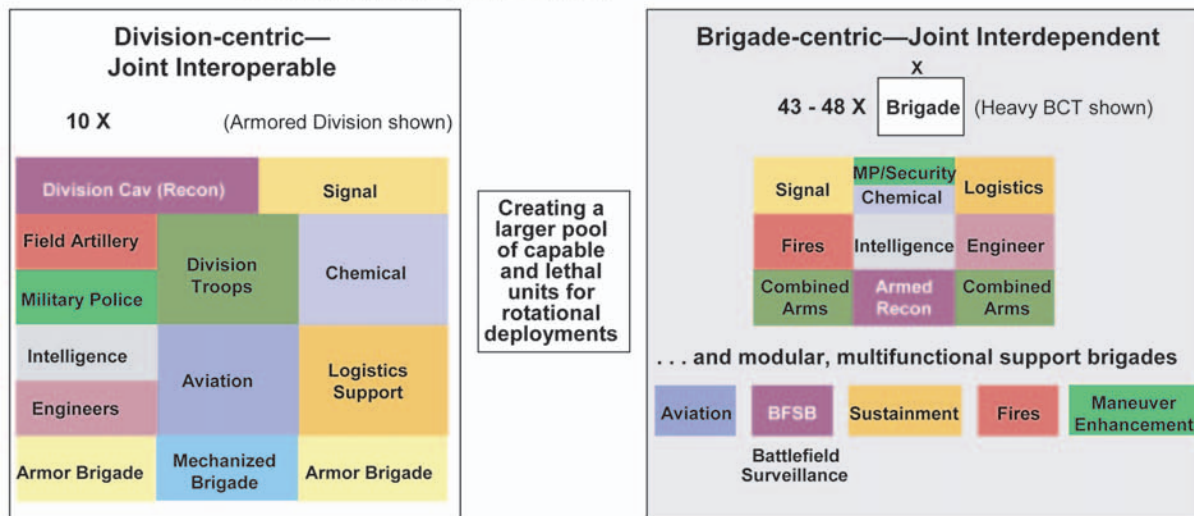 Division-centric—
Joint Interoperable
10 X
(Armored Division shown)
Division Cav (Recon)
Signal
Field Artillery
Division
Troops
Chemical
Military Police
Intelligence
Aviation
Logistics
Support
Engineers
Armor Brigade
Mechanized
Brigade
Armor Brigade
Creating a
larger pool
of capable
and lethal
units for
rotational
deployments
Brigade-centric—Joint Interdependent
X
43 - 48 X
Brigade
(Heavy BCT shown)
Signal
MP/Security
Chemical
Logistics
Fires
Intelligence
Engineer
Combined
Arms
Armed
Recon
Combined
Arms
. . . and modular, multifunctional support brigades
Aviation
BFSB
Sustainment
Fires
Maneuver
Enhancement
Battlefield
Surveillance